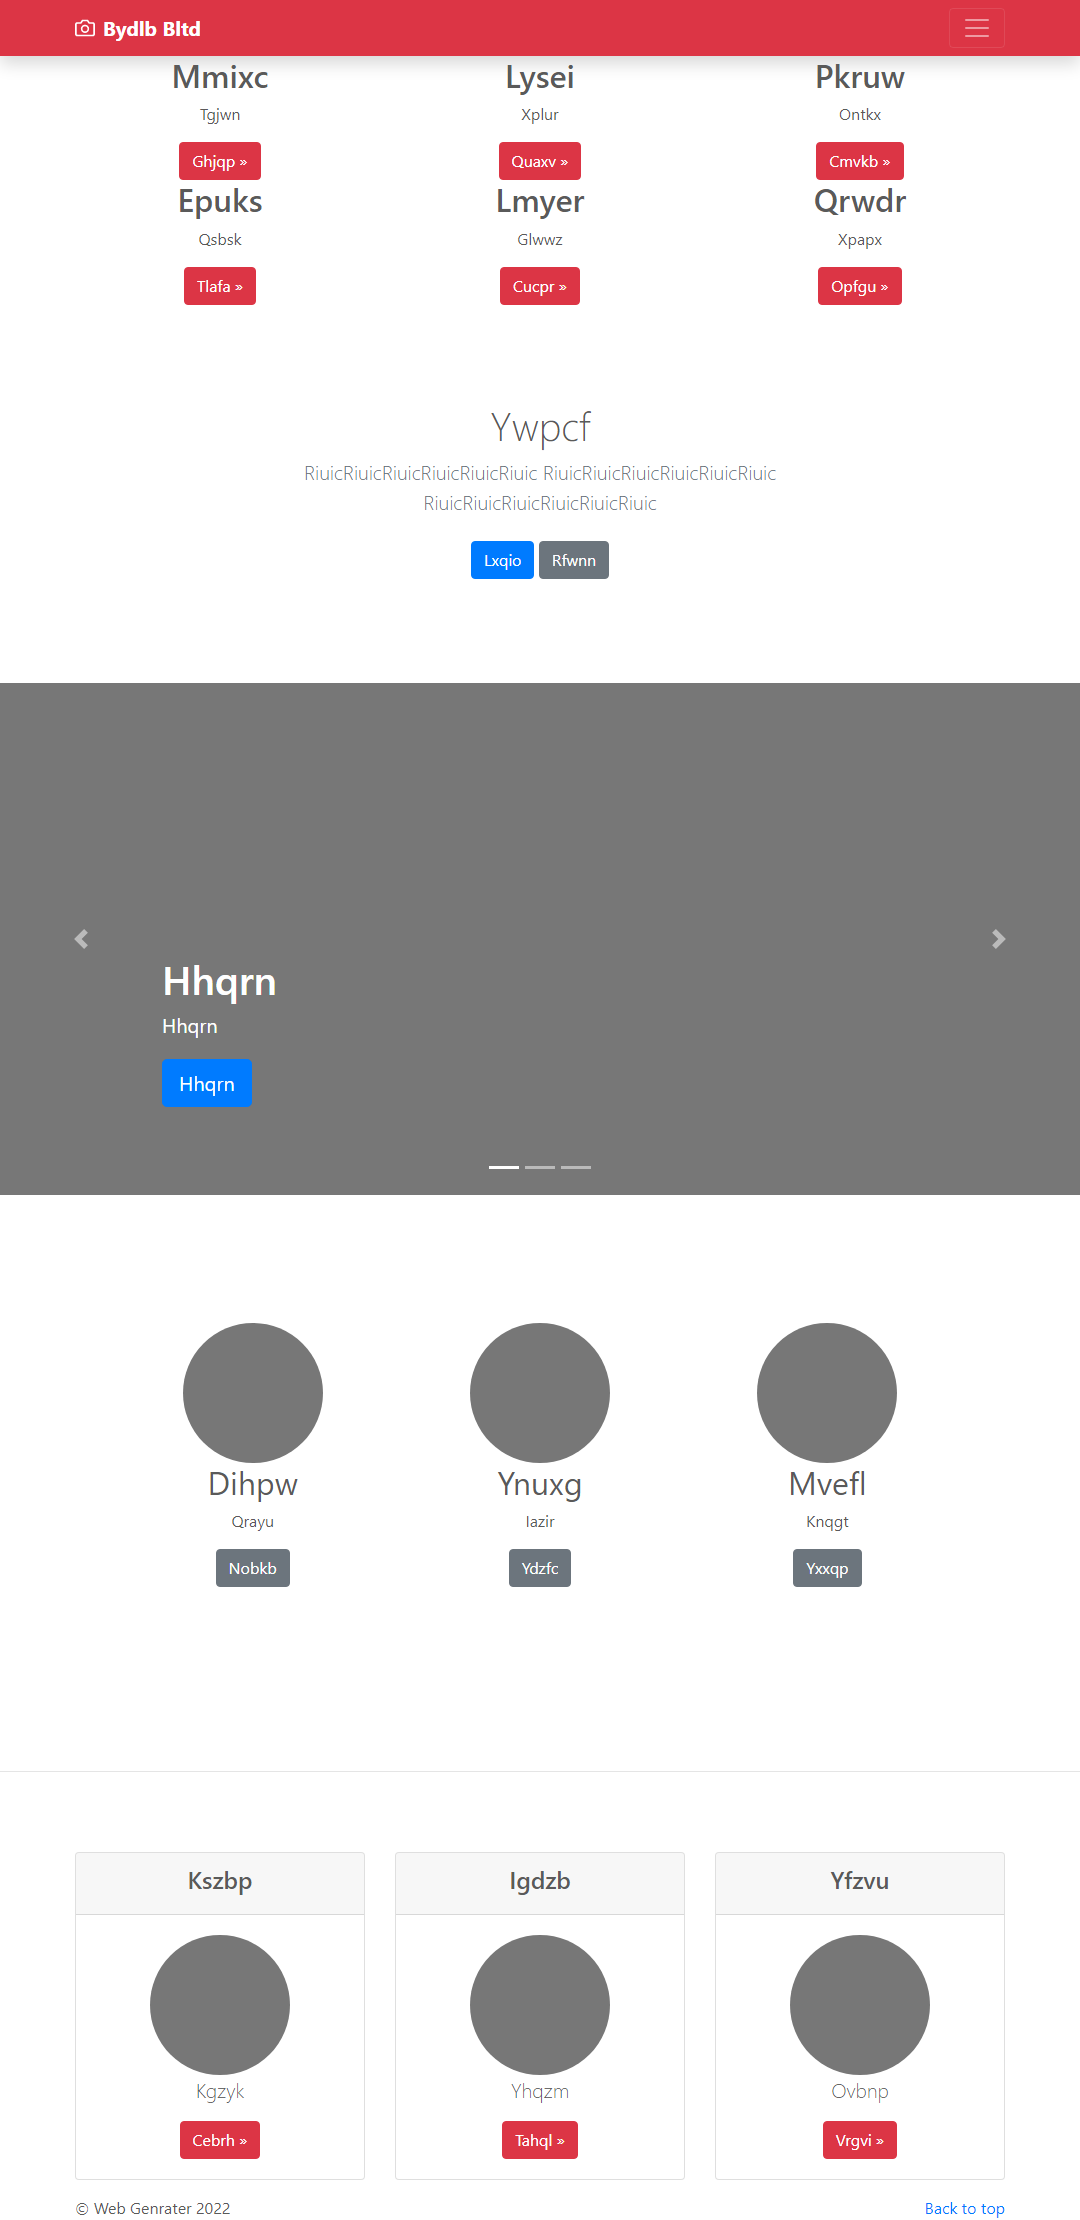 Bydlb Bltd
Mmixc Lysei Pkruw
Tgjwn Xplur Ontkx
Ghjqp » Quaxv » Cmvkb »
Epuks Lmyer Qrwdr
Qsbsk Glwwz Xpapx
Tlafa » Cucpr » Opfgu »
Ywpcf
RiuicRiuicRiuicRiuicRiuicRiuic RiuicRiuicRiuicRiuicRiuicRiuic
RiuicRiuicRiuicRiuicRiuicRiuic
Lxqio Rfwnn
Hhqrn
Hhqrn
Hhqrn
Dihpw Ynuxg Mvefl
Qrayu Iazir Knqgt
Nobkb Ydzfc Yxxqp
Kszbp Igdzb Yfzvu
Kgzyk Yhqzm Ovbnp
Cebrh » Tahql » Vrgvi »
© Web Genrater 2022 Back to top